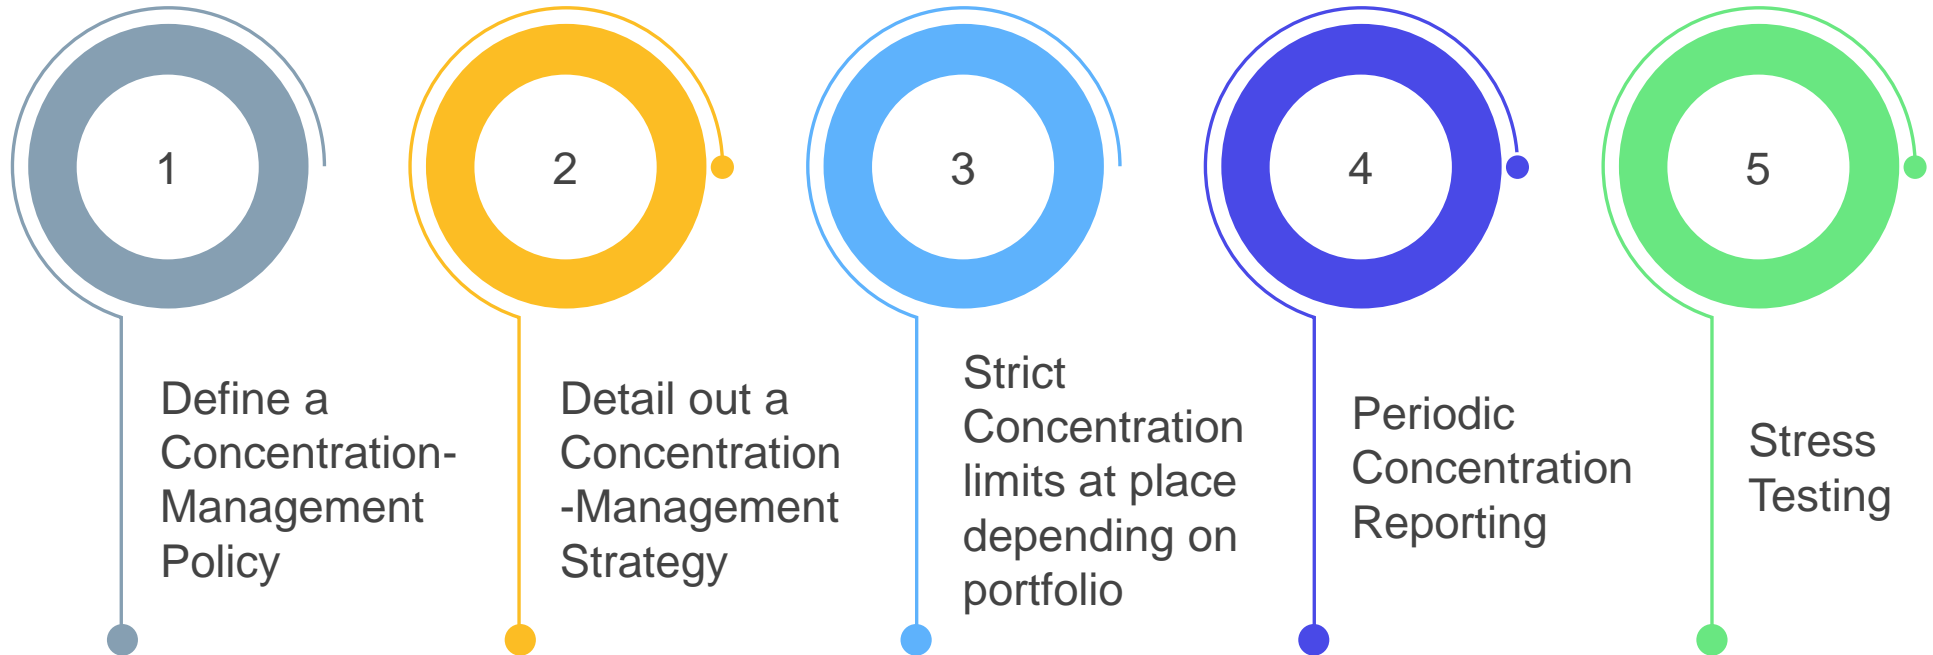 1
Define a
Concentration-
Management
Policy
2
Detail out a
Concentration
-Management
Strategy
3
Strict
Concentration
limits at place
depending on
portfolio
4
Periodic
Concentration
Reporting
5
Stress
Testing